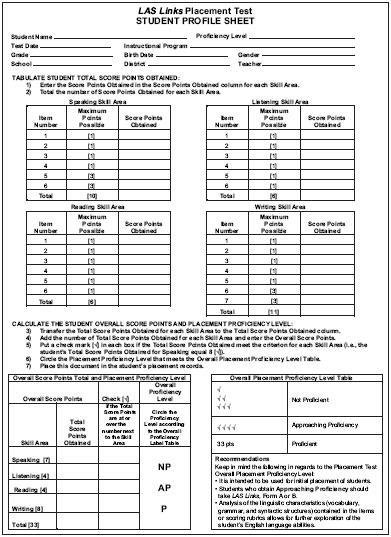 LAS Links Placement Test
STUDENT PROFILE SHEET
Student Name Proficiency Level
Test Date Instructional Program
Grade Birth Date Gender
School District Teacher
TABULATE STUDENT TOTAL SCORE POINTS OBTAINED:
1) Enter the Score Points Obtained in the Score Points Obtained column for each Skill Area.
2) Total the number of Score Points Obtained for each Skill Area.
Speaking Skill Area
Item Number Maximum Points Possible Score Points Obtained
1 [1]
2 [1]
3 [1]
4 [1]
5 [3]
6 [3]
Total [10]
Listening Skill Area
Item Number Maximum Points Possible Score Points Obtained
1 [1]
2 [1]
3 [1]
4 [1]
5 [1]
6 [1]
Total [6]
Reading Skill Area
Item Number Maximum Points Possible Score Points Obtained
1 [1]
2 [1]
3 [1]
4 [1]
5 [1]
6 [1]
Total [6]
Writing Skill Area
Item Number Maximum Points Possible Score Points Obtained
1 [1]
2 [1]
3 [1]
4 [1]
5 [1]
6 [3]
7 [3]
Total [11]
CALCULATE THE STUDENT OVERALL SCORE POINTS AND PLACEMENT PROFICIENCY LEVEL:
3) Transfer the Total Score Points Obtained for each Skill Area to the Total Score Points Obtained column.
4) Add the number of Total Score Points Obtained for each Skill Area and enter the Overall Score Points.
5) Put a check mark [√] in each box if the Total Score Points Obtained meet the criterion for each Skill Area (i.e., the
student's Total Score Points Obtained for Speaking equal 8 [√]).
6) Circle the Placement Proficiency Level that meets the Overall Placement Proficiency Level Table.
7) Place this document in the student's placement records.
Overall Score Points Total and Placement Proficiency Level
Overall Score Points Check [√] Overall Proficiency Level
Skill Area
Total Score Points Obtained
If the Total Score Points are at or over the number next to the Skill Area
Circle the Proficiency Level according to the Overall Proficiency Label Table
Speaking [7]
Listening [4]
Reading [4]
Writing [8]
Total [33]
NP
AP
P
Overall Placement Proficiency Level Table
√
√√
√√√
Not Proficient
√√√√ Approaching Proficiency
33 pts Proficient
Recommendations
Keep in mind the following in regards to the Placement Test
Overall Placement Proficiency Level:
• It is intended to be used for initial placement of students.
• Students who obtain Approaching Proficiency should
take LAS Links, Form A or B.
• Analysis of the linguistic characteristics (vocabulary,
grammar, and syntactic structures) contained in the items
or scoring rubrics allows for further exploration of the
student's English language abilities.